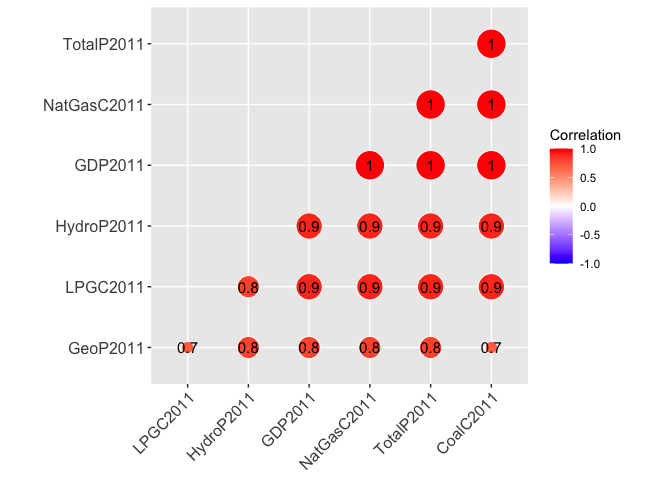 TotalP2011
1
NatGasC2011
1 1
GDP2011
1 1 1
HydroP2011
0.9 0.9 0.9 0.9
LPGC2011
0.8 0.9 0.9 0.9 0.9
GeoP2011
0.7 0.8 0.8 0.8 0.8 0.7
LPGC2011
HydroP2011
GDP2011
NatGasC2011
TotalP2011
CoalC2011
Correlation
1.0
0.5
0.0
-0.5
-1.0